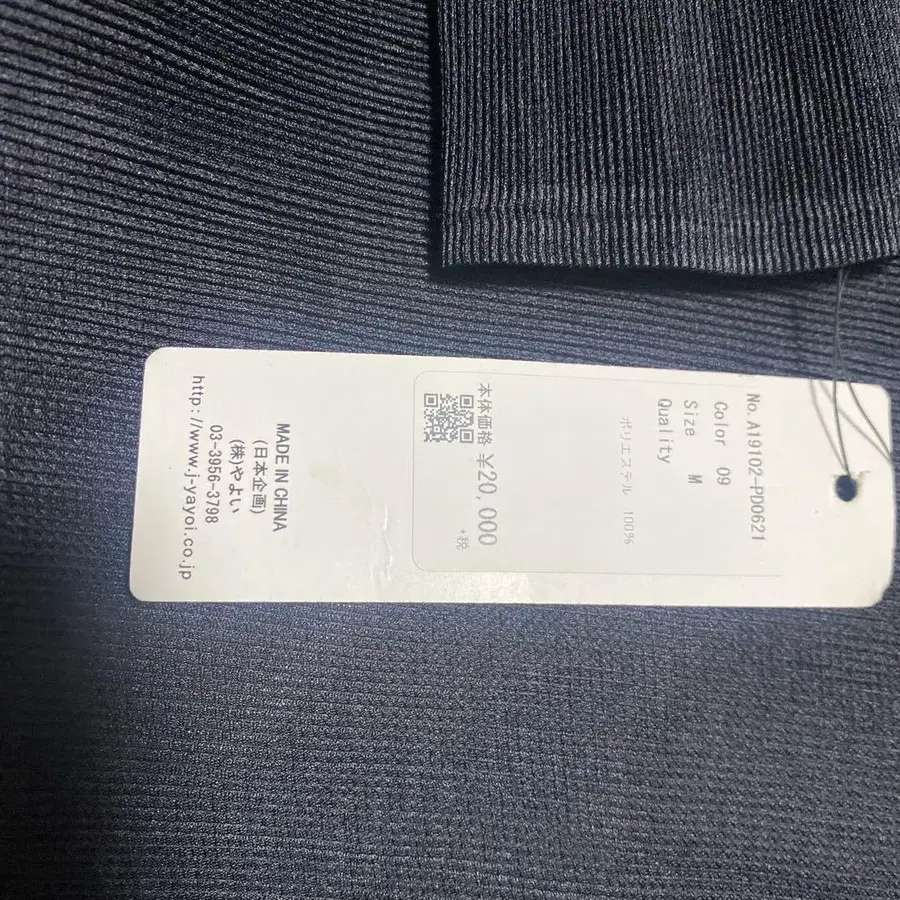 No. A19102-PD0621
Color 09
Size M
Quality
ポリエステル 100%
本体価格 ¥20,000
+税
MADE IN CHINA
(日本企画)
(株)やよい
03-3956-3798
http://www.j-yayoi.co.jp